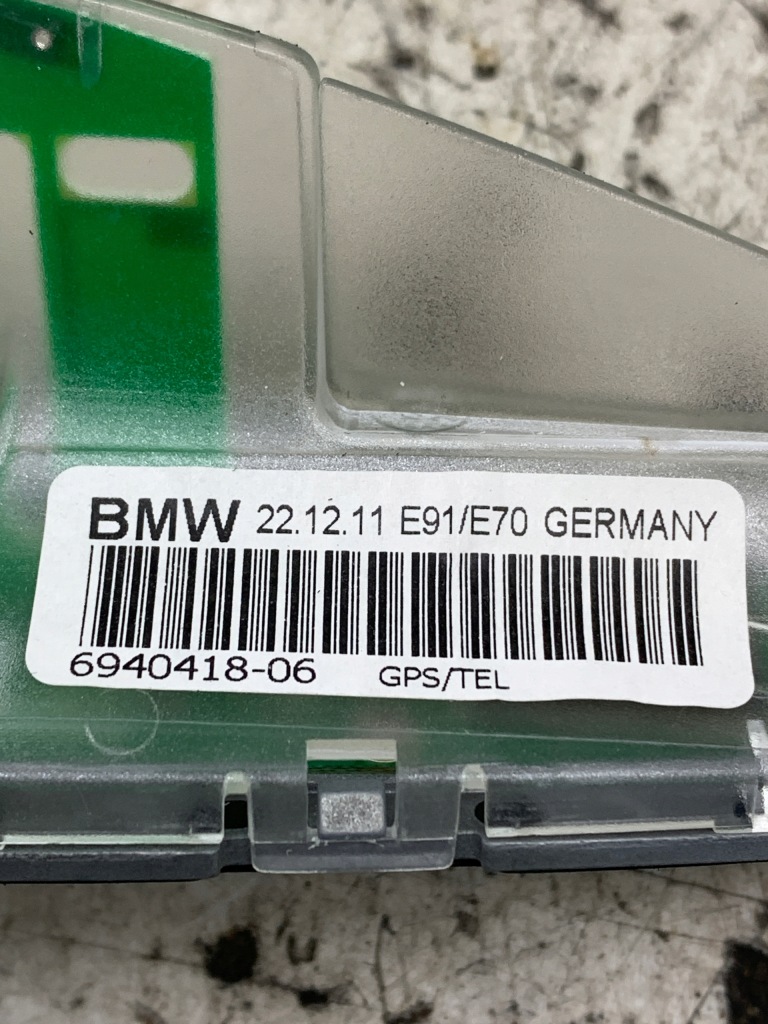 BMW 22.12.11 E91/E70 GERMANY
6940418-06 GPS/TEL